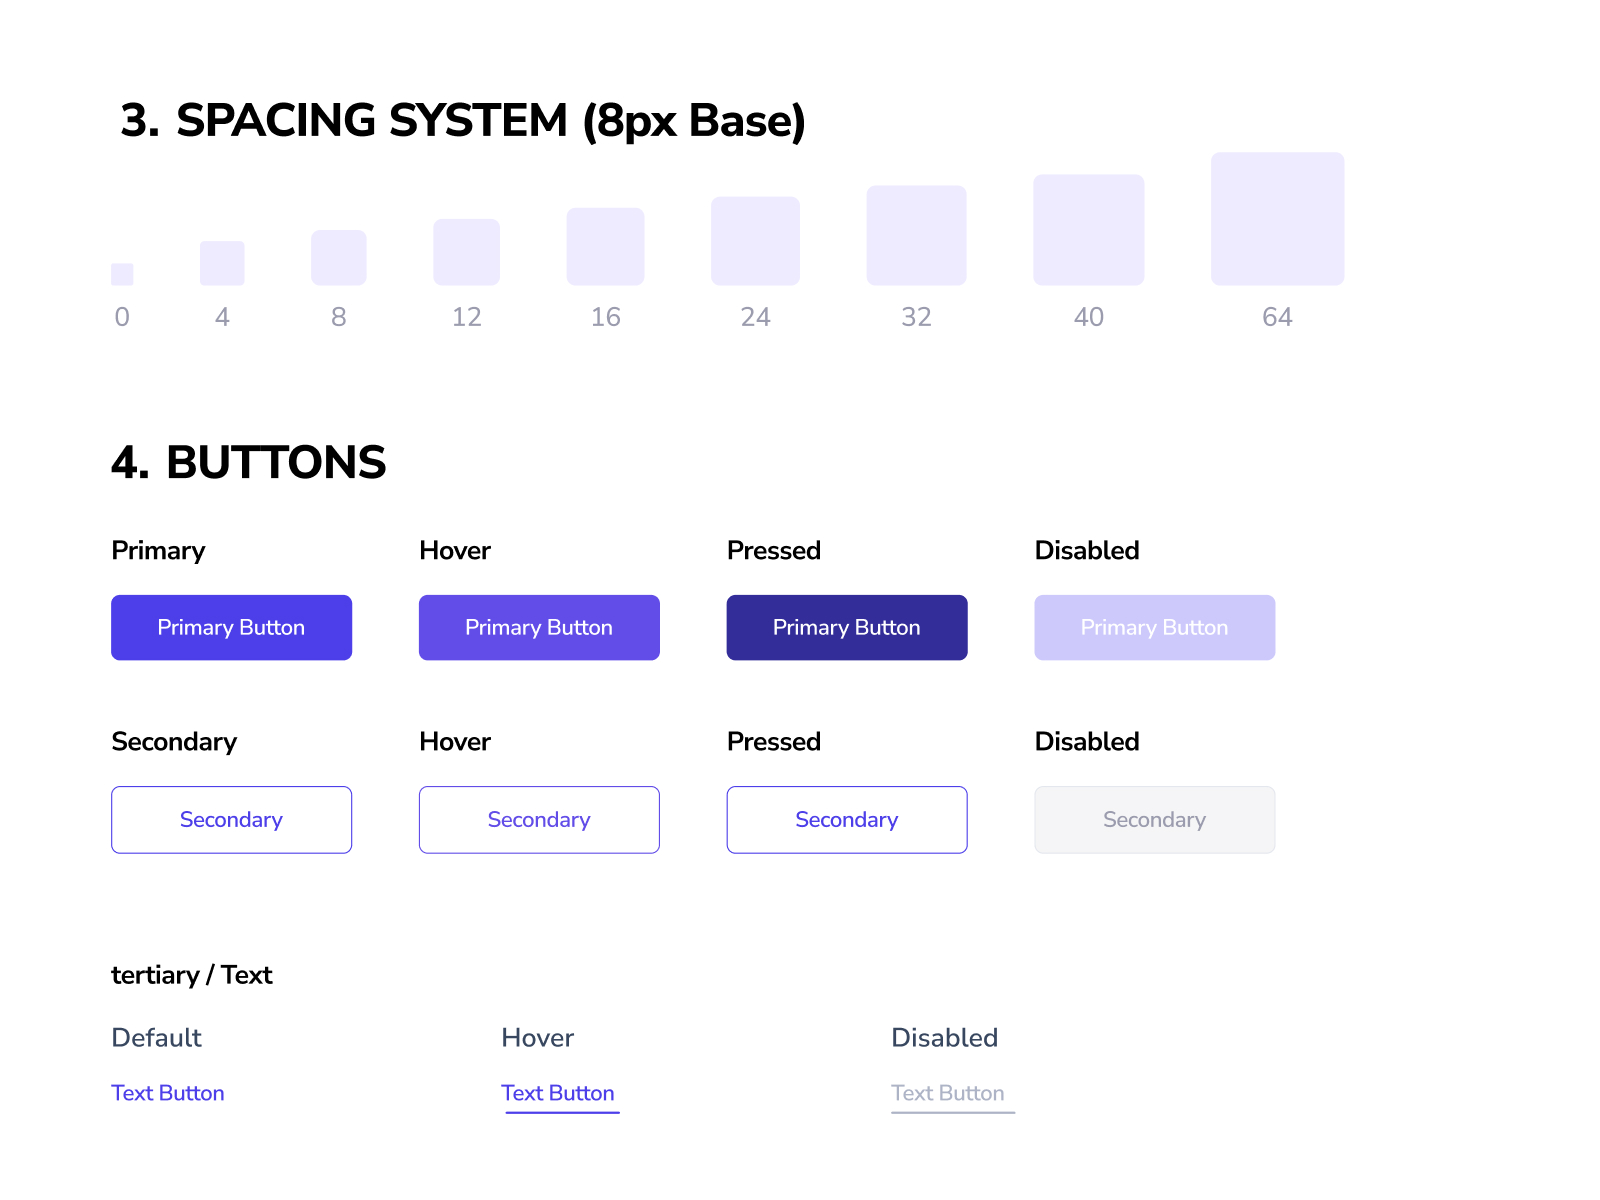 3. SPACING SYSTEM (8px Base)
0 4 8 12 16 24 32 40 64
4. BUTTONS
Primary Hover Pressed Disabled
Primary Button Primary Button Primary Button Primary Button
Secondary Hover Pressed Disabled
Secondary Secondary Secondary Secondary
tertiary / Text
Default Hover Disabled
Text Button Text Button Text Button